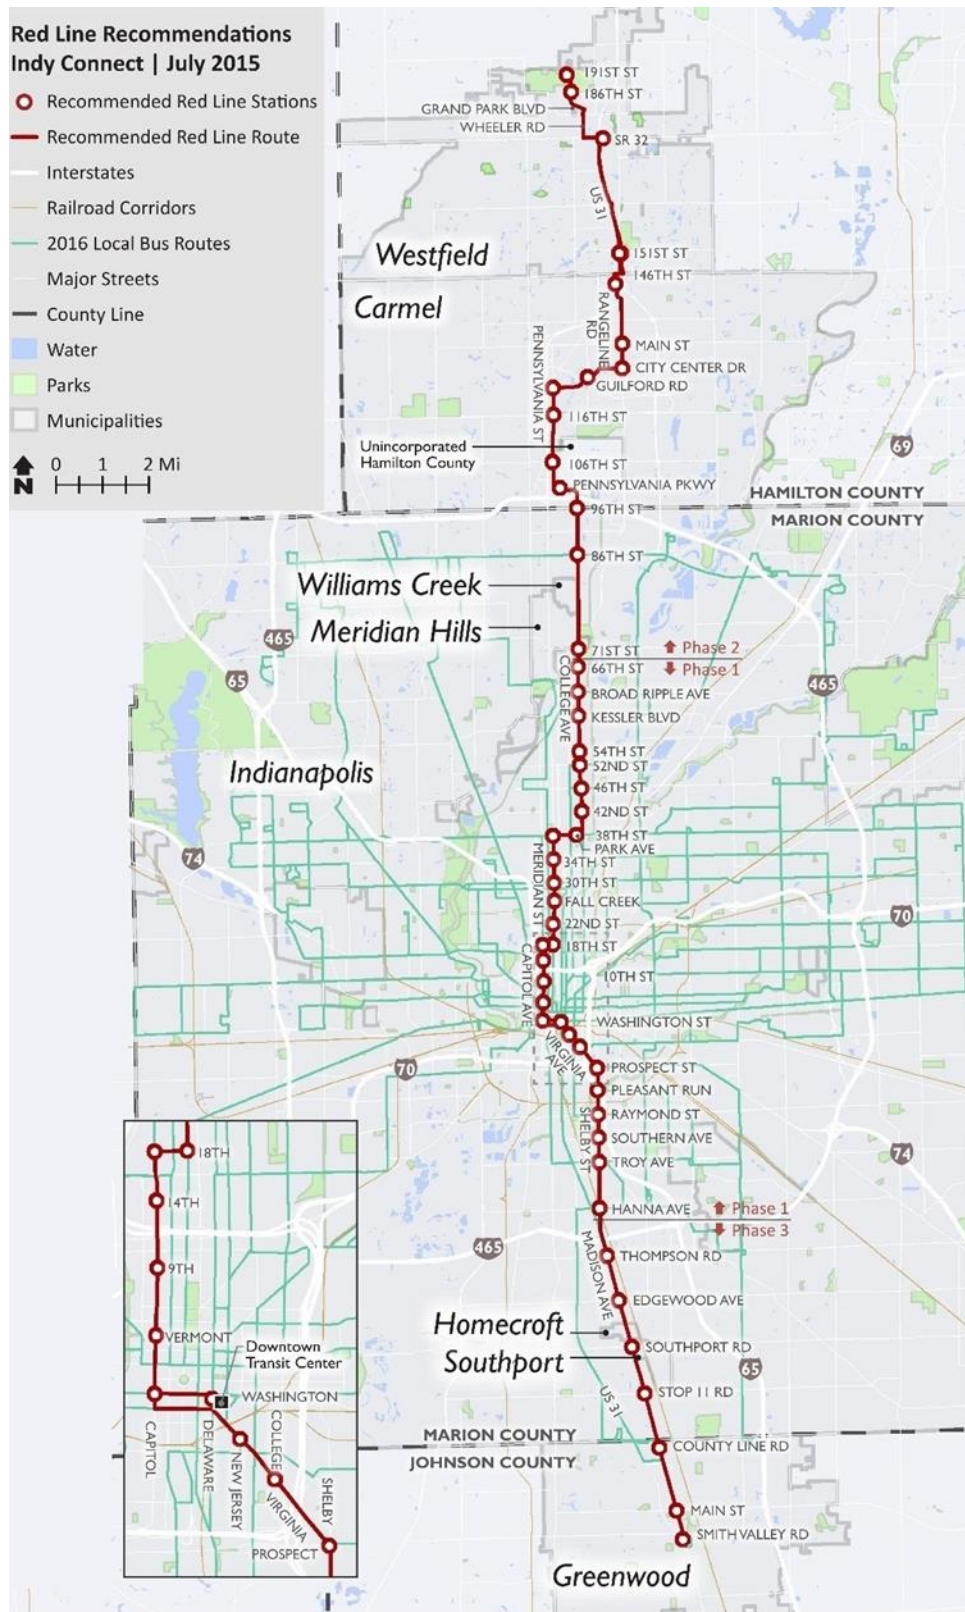 Red Line Recommendations
Indy Connect | July 2015
Recommended Red Line Stations
Recommended Red Line Route
Interstates
Railroad Corridors
2016 Local Bus Routes
Major Streets
County Line
Water
Parks
Municipalities
N
0 1 2 Mi
191ST ST
186TH ST
GRAND PARK BLVD
WHEELER RD
SR 32
US 31
Westfield
151ST ST
146TH ST
Carmel
RANGELINE
RD
MAIN ST
CITY CENTER DR
GUILFORD RD
PENNSYLVANIA ST
116TH ST
Unincorporated
Hamilton County
69
106TH ST
PENNSYLVANIA PKWY
HAMILTON COUNTY
96TH ST
MARION COUNTY
86TH ST
Williams Creek
Meridian Hills
465
71ST ST
Phase 2
66TH ST
Phase 1
65
465
COLLEGE AVE
BROAD RIPPLE AVE
KESSLER BLVD
54TH ST
52ND ST
Indianapolis
46TH ST
42ND ST
38TH ST
PARK AVE
74
MERIDIAN ST
34TH ST
30TH ST
FALL CREEK
70
22ND ST
18TH ST
CAPITOL AVE
10TH ST
WASHINGTON ST
VIRGINIA
AVE
70
PROSPECT ST
PLEASANT RUN
RAYMOND ST
SHELBY ST
SOUTHERN AVE
TROY AVE
74
HANNA AVE
Phase 1
Phase 3
465
MADISON AVE
THOMPSON RD
EDGEWOOD AVE
Homecroft
SOUTHPORT RD
Southport
65
STOP 11 RD
US 31
MARION COUNTY
COUNTY LINE RD
JOHNSON COUNTY
MAIN ST
SMITH VALLEY RD
Greenwood
18TH
14TH
9TH
VERMONT
Downtown
Transit Center
WASHINGTON
CAPITOL
DELAWARE
NEW JERSEY
COLLEGE
VIRGINIA
SHELBY
PROSPECT